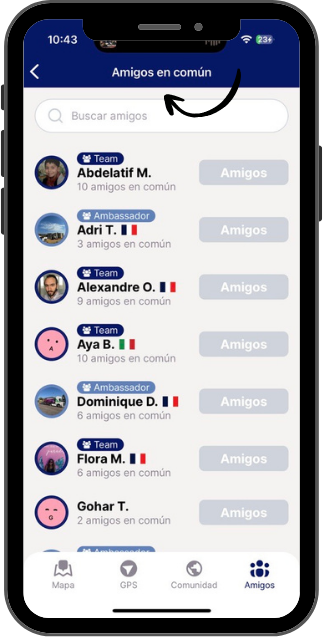 10:43
23
Amigos en común
Buscar amigos
Team
Abdelatif M.
10 amigos en común
Amigos
Ambassador
Adri T.
3 amigos en común
Amigos
Team
Alexandre O.
9 amigos en común
Amigos
Team
Aya B.
10 amigos en común
Amigos
Ambassador
Dominique D.
6 amigos en común
Amigos
Team
Flora M.
6 amigos en común
Amigos
Gohar T.
2 amigos en común
Amigos
Ambassador
Mapa
GPS
Comunidad
Amigos